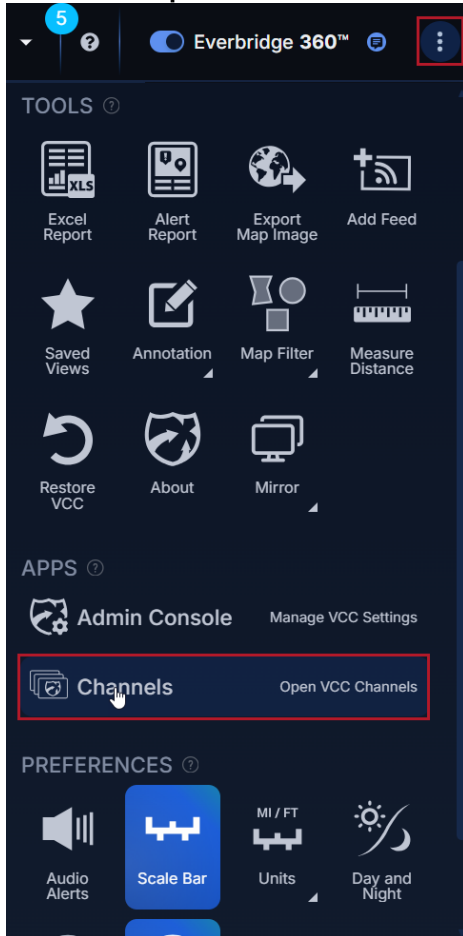 5
?
Everbridge 360™
TOOLS ?
XLS
Excel
Report
Alert
Report
Export
Map Image
Add Feed
Saved
Views
Annotation
Map Filter
Measure
Distance
Restore
VCC
About
Mirror
APPS ?
Admin Console
Manage VCC Settings
Channels
Open VCC Channels
PREFERENCES ?
MI / FT
Audio
Alerts
Scale Bar
Units
Day and
Night